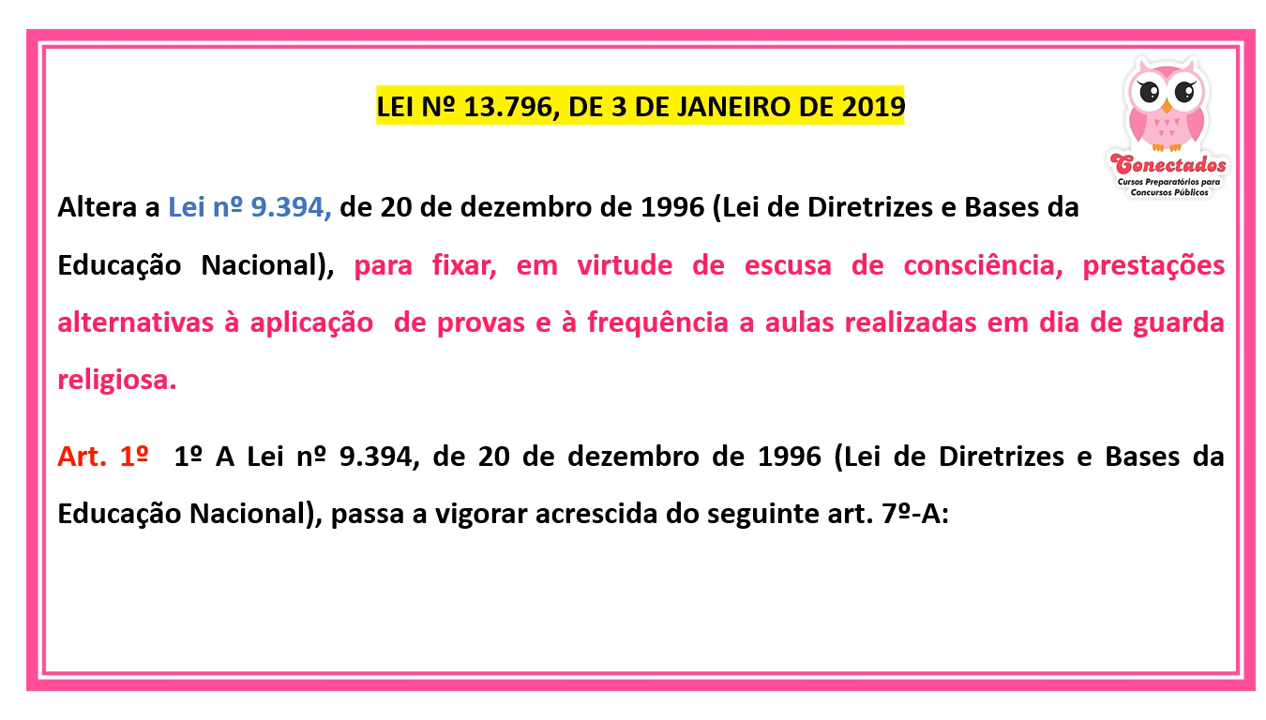 LEI Nº 13.796, DE 3 DE JANEIRO DE 2019
Conectados
Cursos Preparatórios para
Concursos Públicos
Altera a Lei nº 9.394, de 20 de dezembro de 1996 (Lei de Diretrizes e Bases da
Educação Nacional), para fixar, em virtude de escusa de consciência, prestações
alternativas à aplicação de provas e à frequência a aulas realizadas em dia de guarda
religiosa.
Art. 1º 1º A Lei nº 9.394, de 20 de dezembro de 1996 (Lei de Diretrizes e Bases da
Educação Nacional), passa a vigorar acrescida do seguinte art. 7º-A: